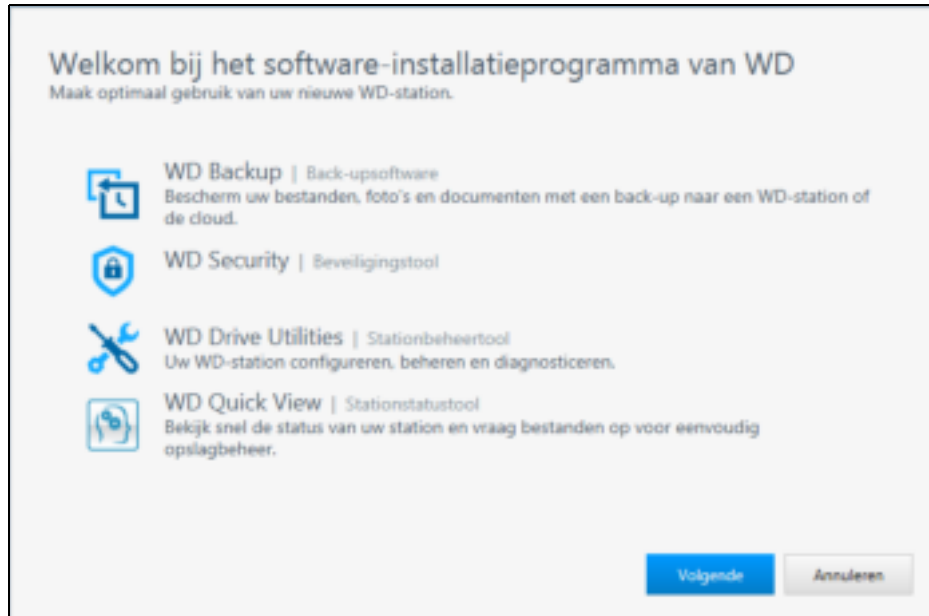 Welkom bij het software-installatieprogramma van WD
Maak optimaal gebruik van uw nieuwe WD-station.
WD Backup | Back-upsoftware
Bescherm uw bestanden, foto's en documenten met een back-up naar een WD-station of
de cloud.
WD Security | Beveiligingstool
WD Drive Utilities | Stationbeheertool
Uw WD-station configureren, beheren en diagnosticeren.
WD Quick View | Stationstatustool
Bekijk snel de status van uw station en vraag bestanden op voor eenvoudig
opslagbeheer.
Volgende Annuleren